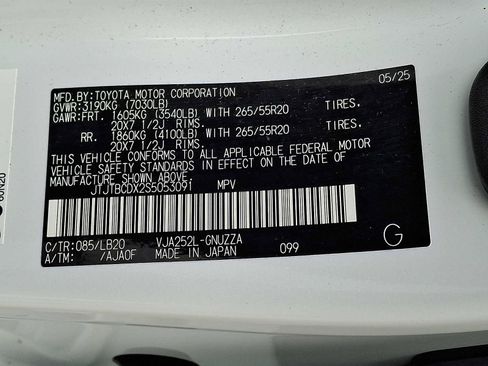 MFD.BY:TOYOTA MOTOR CORPORATION 05/25
GVWR:3190KG (7030LB)
GAWR:FRT. 1605KG (3540LB) WITH 265/55R20 TIRES.
20X7 1/2J RIMS.
RR. 1860KG (4100LB) WITH 265/55R20 TIRES.
20X7 1/2J RIMS.
THIS VEHICLE CONFORMS TO ALL APPLICABLE FEDERAL MOTOR
VEHICLE SAFETY STANDARDS IN EFFECT ON THE DATE OF
MANUFACTURE SHOWN ABOVE.
JTJTBCDX2S5053091 MPV
C/TR:085/LB20 VJA252L-GNUZZA
A/TM: /AJA0F MADE IN JAPAN 099 G
60N20